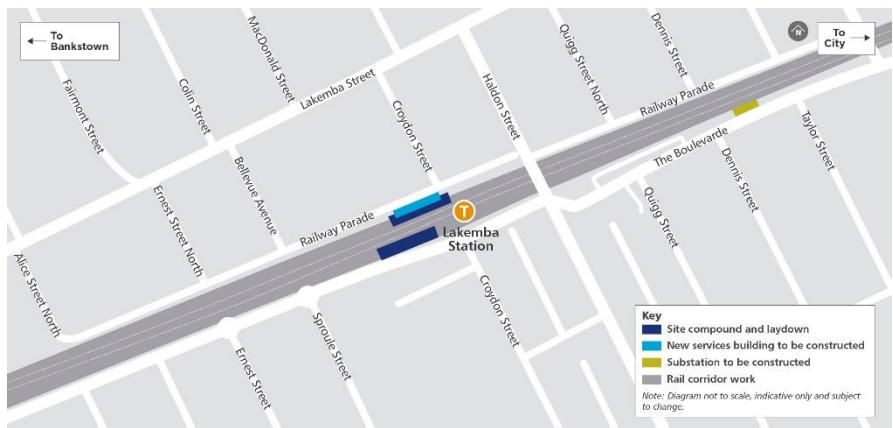 To
Bankstown
To
City
N
MacDonald Street
Colin Street
Fairmont Street
Lakemba Street
Croydon Street
Haldon Street
Quigg Street North
Dennis Street
Railway Parade
The Boulevarde
Taylor Street
Dennis Street
Quigg Street
Bellevue Avenue
Ernest Street North
Railway Parade
Alice Street North
T
Lakemba
Station
Croydon Street
Sproule Street
Ernest Street
Key
Site compound and laydown
New services building to be constructed
Substation to be constructed
Rail corridor work
Note: Diagram not to scale, indicative only and subject
to change.